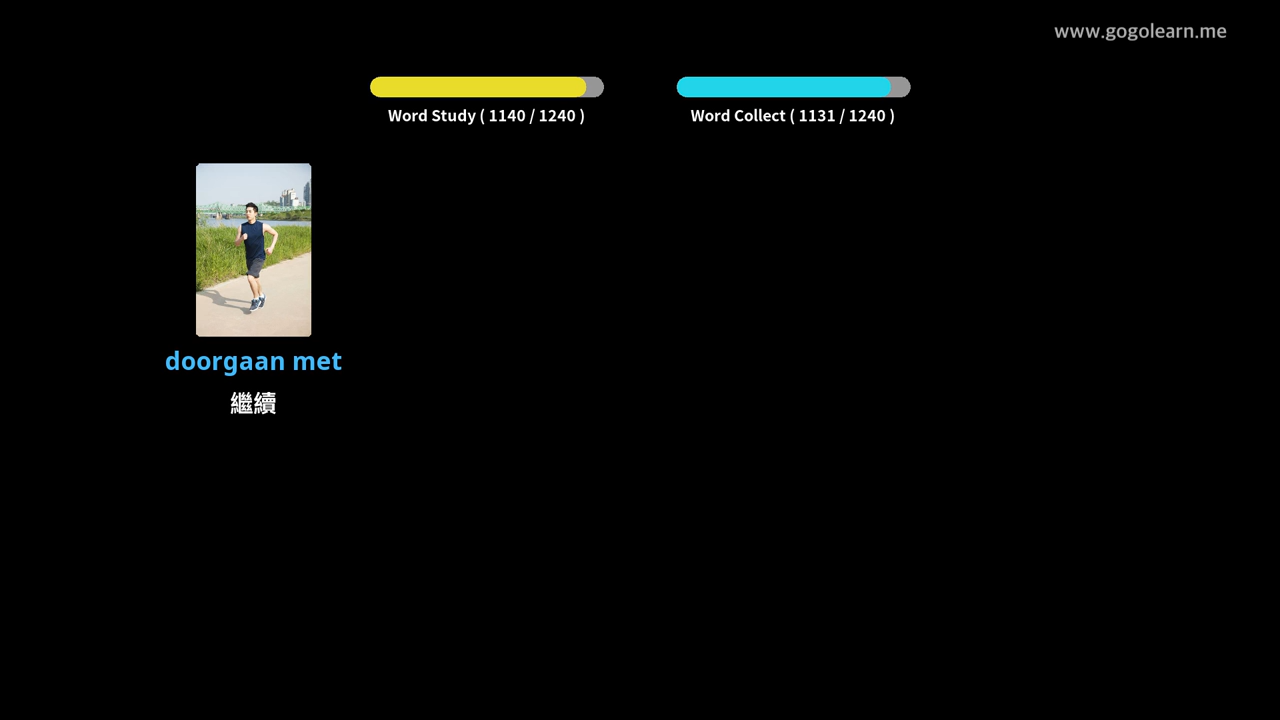 www.gogolearn.me
Word Study ( 1140 / 1240 )
Word Collect ( 1131 / 1240 )
doorgaan met
繼續